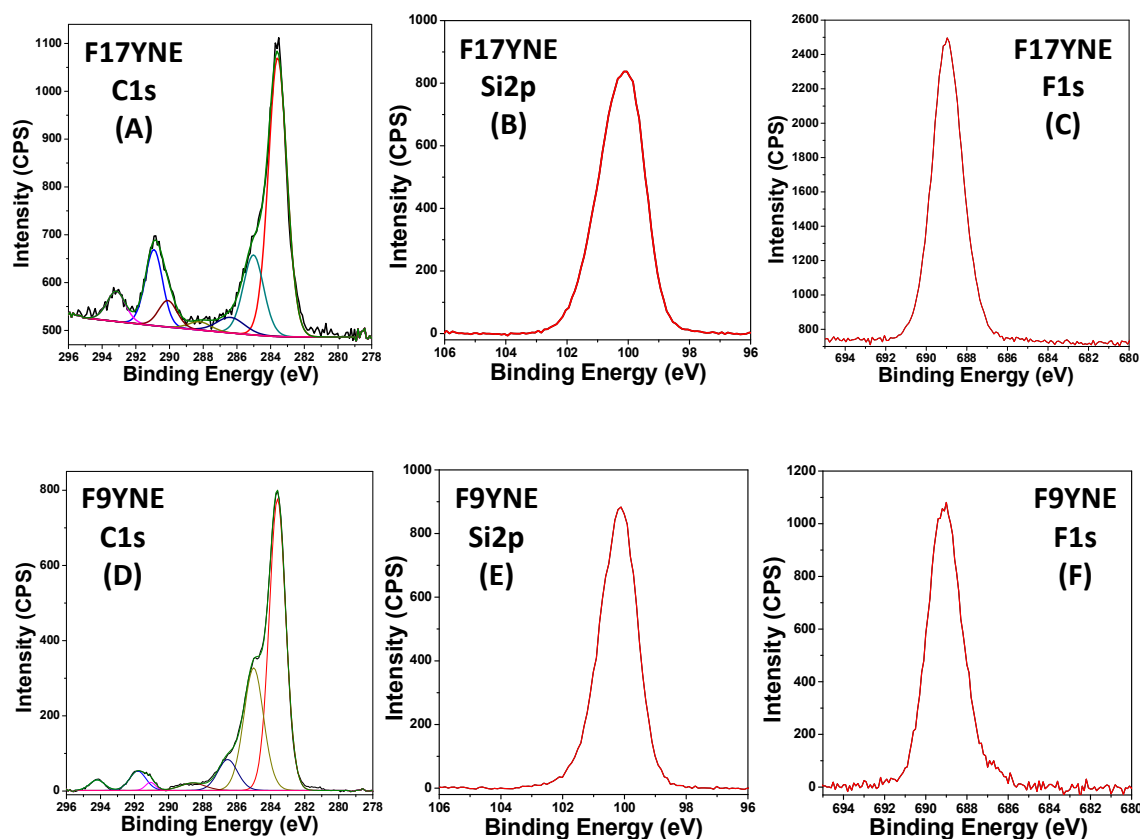 F17YNE
C1s
(A)
Intensity (CPS)
1100
1000
900
800
700
600
500
296 294 292 290 288 286 284 282 280 278
Binding Energy (eV)
F17YNE
Si2p
(B)
Intensity (CPS)
1000
800
600
400
200
0
106 104 102 100 98 96
Binding Energy (eV)
F17YNE
F1s
(C)
Intensity (CPS)
2600
2400
2200
2000
1800
1600
1400
1200
1000
800
694 692 690 688 686 684 682 680
Binding Energy (eV)
F9YNE
C1s
(D)
Intensity (CPS)
800
600
400
200
0
296 294 292 290 288 286 284 282 280 278
Binding Energy (eV)
F9YNE
Si2p
(E)
Intensity (CPS)
1000
800
600
400
200
0
106 104 102 100 98 96
Binding Energy (eV)
F9YNE
F1s
(F)
Intensity (CPS)
1200
1000
800
600
400
200
0
694 692 690 688 686 684 682 680
Binding Energy (eV)